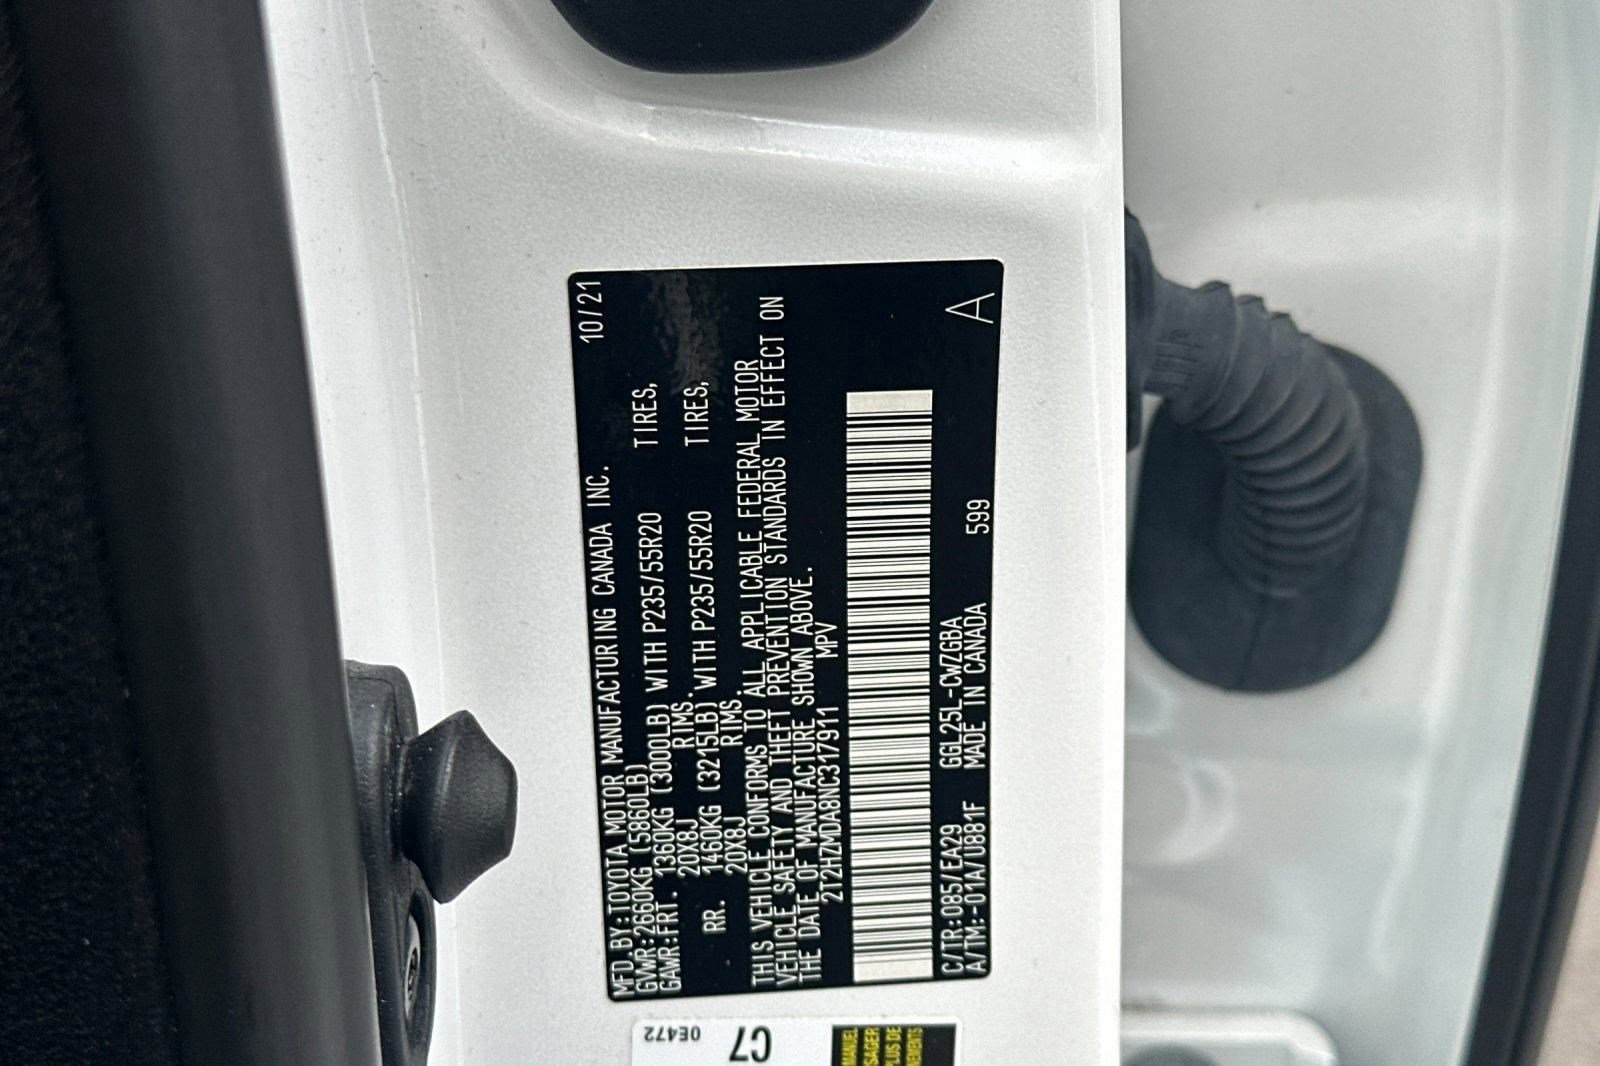 MFD.BY:TOYOTA MOTOR MANUFACTURING CANADA INC. 10/21
GVWR:2660KG (5860LB)
GAWR:FRT. 1360KG (3000LB) WITH P235/55R20 TIRES,
20X8J RIMS.
RR. 1460KG (3215LB) WITH P235/55R20 TIRES,
20X8J RIMS.
THIS VEHICLE CONFORMS TO ALL APPLICABLE FEDERAL MOTOR
VEHICLE SAFETY AND THEFT PREVENTION STANDARDS IN EFFECT ON
THE DATE OF MANUFACTURE SHOWN ABOVE.
2T2HZMDA8NC317911 MPV
C/TR:085/EA29 GGL25L-CWZGBA
A/TM:-01A/U881F MADE IN CANADA 599 A
0E472
C7
MANUEL
PLUS DE